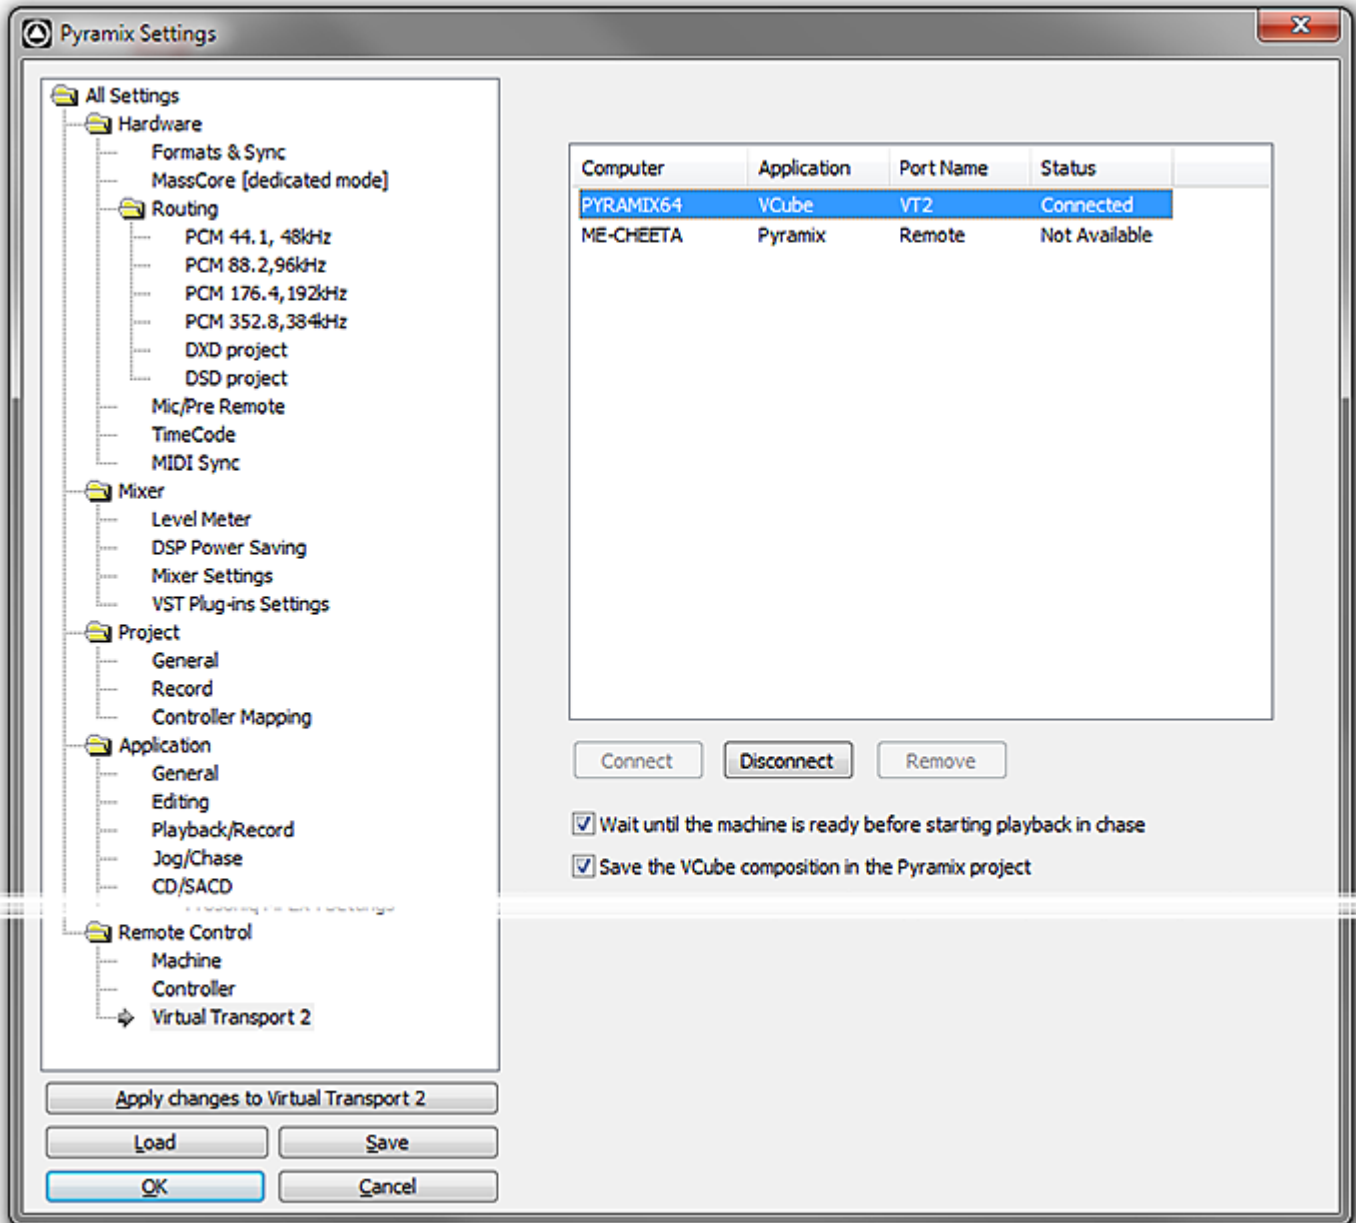 Pyramix Settings
All Settings
Hardware
Formats & Sync
MassCore [dedicated mode]
Routing
PCM 44.1, 48kHz
PCM 88.2,96kHz
PCM 176.4,192kHz
PCM 352.8,384kHz
DXD project
DSD project
Mic/Pre Remote
TimeCode
MIDI Sync
Mixer
Level Meter
DSP Power Saving
Mixer Settings
VST Plug-ins Settings
Project
General
Record
Controller Mapping
Application
General
Editing
Playback/Record
Jog/Chase
CD/SACD
Remote Control
Machine
Controller
Virtual Transport 2
Apply changes to Virtual Transport 2
Load Save
OK Cancel
Computer Application Port Name Status
PYRAMIX64 VCube VT2 Connected
ME-CHEETA Pyramix Remote Not Available
Connect Disconnect Remove
Wait until the machine is ready before starting playback in chase
Save the VCube composition in the Pyramix project